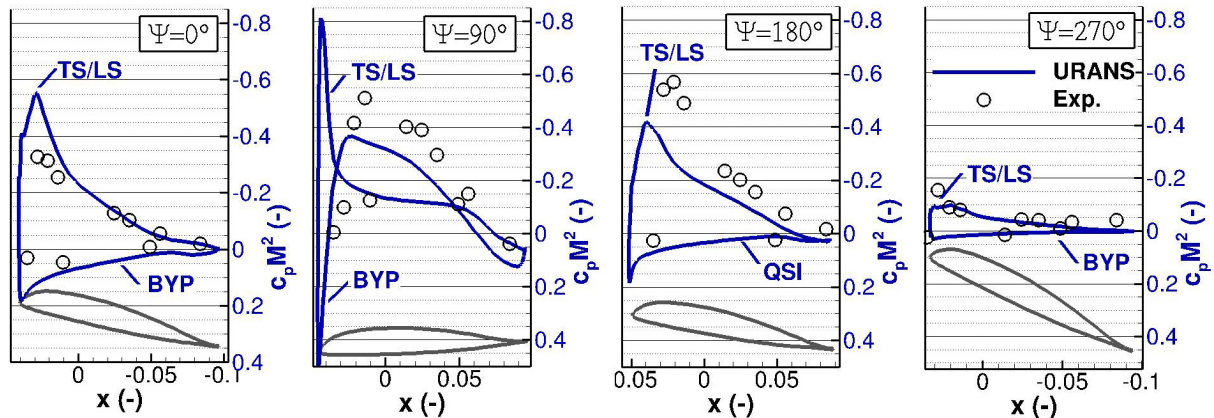 Ψ=0°
TS/LS
BYP
-0.8
-0.6
-0.4
-0.2
0
0.2
0.4
c_pM² (-)
0
-0.05
-0.1
x (-)
Ψ=90°
TS/LS
BYP
-0.8
-0.6
-0.4
-0.2
0
0.2
0.4
c_pM² (-)
0
0.05
x (-)
Ψ=180°
TS/LS
QSI
-0.8
-0.6
-0.4
-0.2
0
0.2
0.4
c_pM² (-)
0.05
0
0.05
x (-)
Ψ=270°
URANS
Exp.
TS/LS
BYP
-0.8
-0.6
-0.4
-0.2
0
0.2
0.4
c_pM² (-)
0
-0.05
-0.1
x (-)